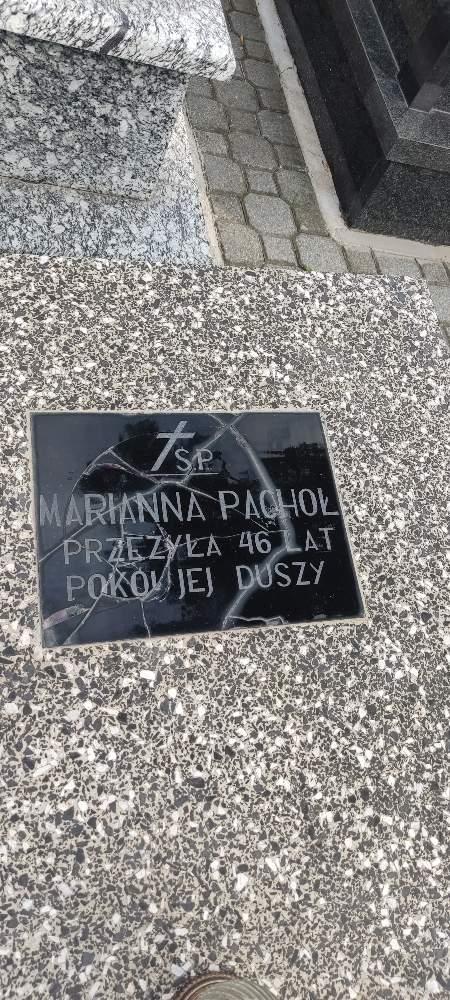 Ś.P.
MARIANNA PACHOŁ
PRZEŻYŁA 46 LAT
POKÓJ JEJ DUSZY